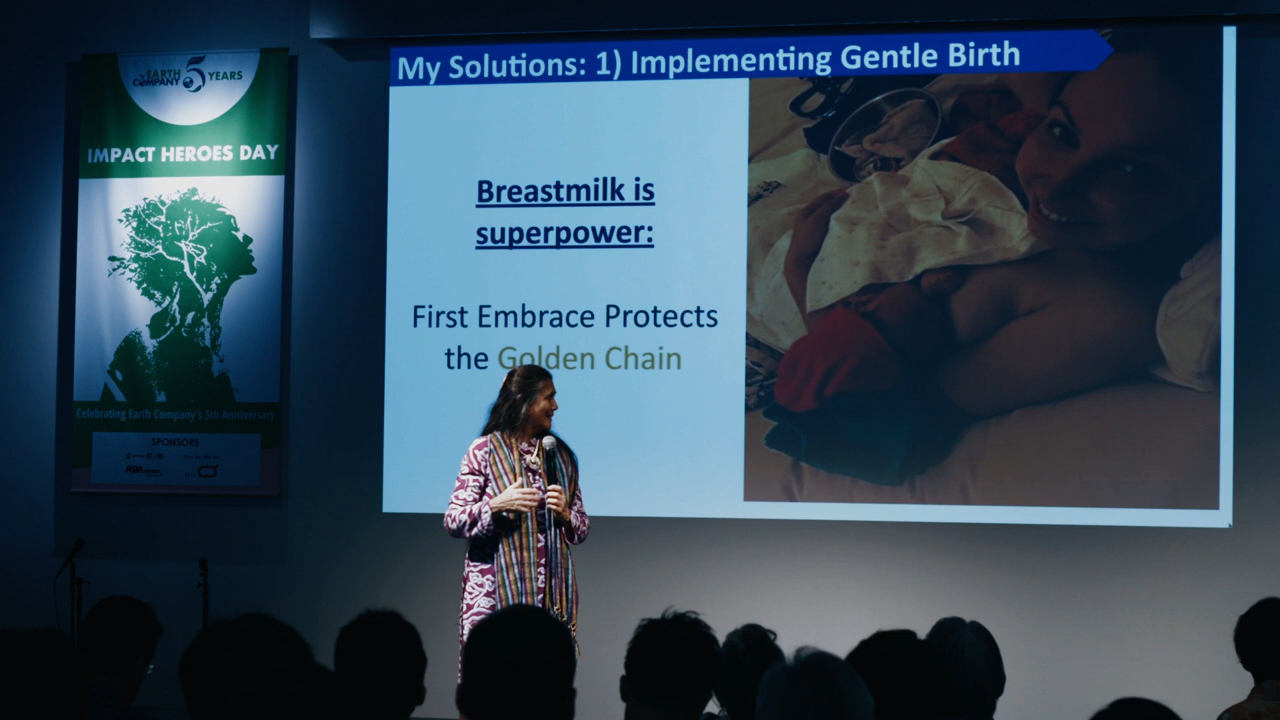 EARTH
COMPANY
5 YEARS
IMPACT HEROES DAY
Celebrating Earth Company's 5th Anniversary
SPONSORS
My Solutions: 1) Implementing Gentle Birth
Breastmilk is
superpower:
First Embrace Protects
the Golden Chain